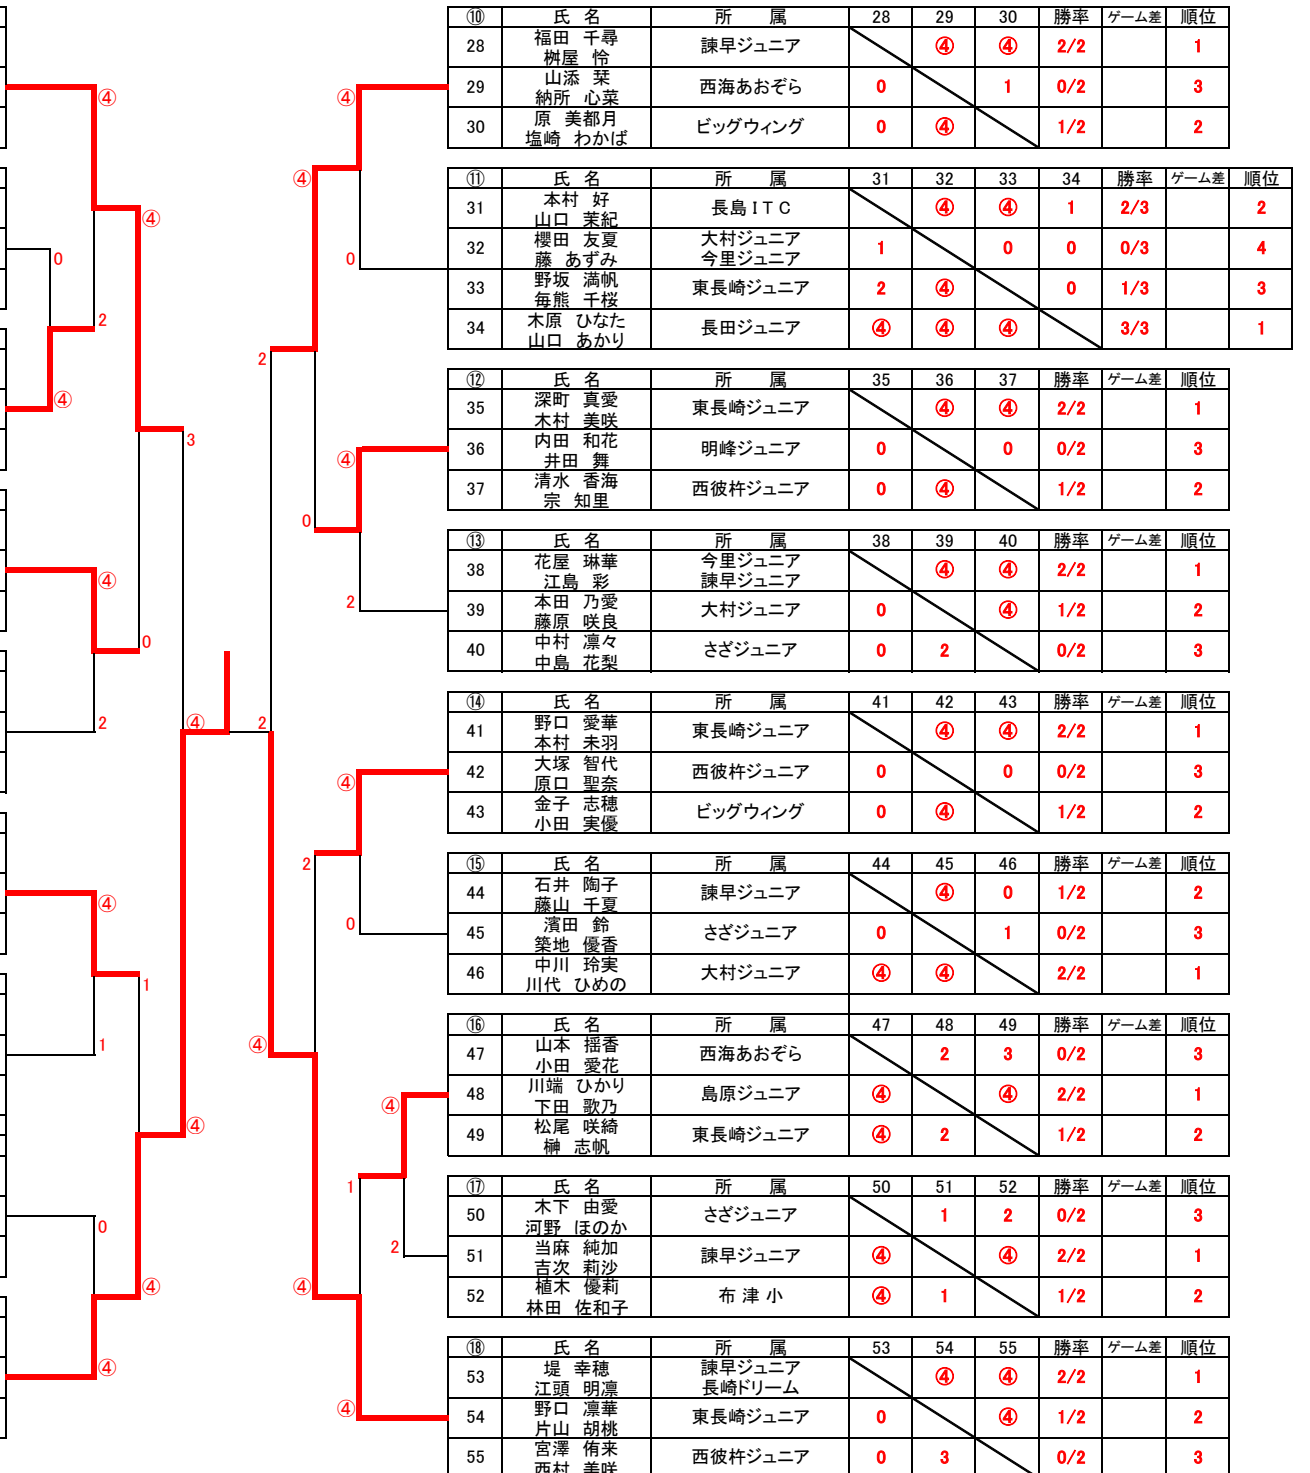 ⑩ 氏 名 所 属 28 29 30 勝率 ゲーム差 順位
28 福田 千尋 桝屋 怜 諫早ジュニア ④ ④ 2/2 1
29 山添 栞 納所 心菜 西海あおぞら 0 1 0/2 3
30 原 美都月 塩崎 わかば ビッグウィング 0 ④ 1/2 2
⑪ 氏 名 所 属 31 32 33 34 勝率 ゲーム差 順位
31 本村 好 山口 茉紀 長島ITC ④ ④ 1 2/3 2
32 櫻田 友夏 藤 あずみ 大村ジュニア 今里ジュニア 1 0 0 0/3 4
33 野坂 満帆 毎熊 千桜 東長崎ジュニア 2 ④ 0 1/3 3
34 木原 ひなた 山口 あかり 長田ジュニア ④ ④ ④ 3/3 1
⑫ 氏 名 所 属 35 36 37 勝率 ゲーム差 順位
35 深町 真愛 木村 美咲 東長崎ジュニア ④ ④ 2/2 1
36 内田 和花 井田 舞 明峰ジュニア 0 0 0/2 3
37 清水 香海 宗 知里 西彼杵ジュニア 0 ④ 1/2 2
⑬ 氏 名 所 属 38 39 40 勝率 ゲーム差 順位
38 花屋 琳華 江島 彩 今里ジュニア 諫早ジュニア ④ ④ 2/2 1
39 本田 乃愛 藤原 咲良 大村ジュニア 0 ④ 1/2 2
40 中村 凛々 中島 花梨 さざジュニア 0 2 0/2 3
⑭ 氏 名 所 属 41 42 43 勝率 ゲーム差 順位
41 野口 愛華 本村 未羽 東長崎ジュニア ④ ④ 2/2 1
42 大塚 智代 原口 聖奈 西彼杵ジュニア 0 0 0/2 3
43 金子 志穂 小田 実優 ビッグウィング 0 ④ 1/2 2
⑮ 氏 名 所 属 44 45 46 勝率 ゲーム差 順位
44 石井 陶子 藤山 千夏 諫早ジュニア ④ 0 1/2 2
45 濱田 鈴 築地 優香 さざジュニア 0 1 0/2 3
46 中川 玲実 川代 ひめの 大村ジュニア ④ ④ 2/2 1
⑯ 氏 名 所 属 47 48 49 勝率 ゲーム差 順位
47 山本 揺香 小田 愛花 西海あおぞら 2 3 0/2 3
48 川端 ひかり 下田 歌乃 島原ジュニア ④ ④ 2/2 1
49 松尾 咲綺 榊 志帆 東長崎ジュニア ④ 2 1/2 2
⑰ 氏 名 所 属 50 51 52 勝率 ゲーム差 順位
50 木下 由愛 河野 ほのか さざジュニア 1 2 0/2 3
51 当麻 純加 吉次 莉沙 諫早ジュニア ④ ④ 2/2 1
52 植木 優莉 林田 佐和子 布津小 ④ 1 1/2 2
⑱ 氏 名 所 属 53 54 55 勝率 ゲーム差 順位
53 堤 幸穂 江頭 明凛 諫早ジュニア 長崎ドリーム ④ ④ 2/2 1
54 野口 凛華 片山 胡桃 東長崎ジュニア 0 ④ 1/2 2
55 宮澤 侑来 西村 美咲 西彼杵ジュニア 0 3 0/2 3
④ ④
④
④
0 0
2
2
④
3
④
④
0
2
0
2
④ 2
④
2
④
0
1
④
1
④
④
1
0
2
④ ④
④
④